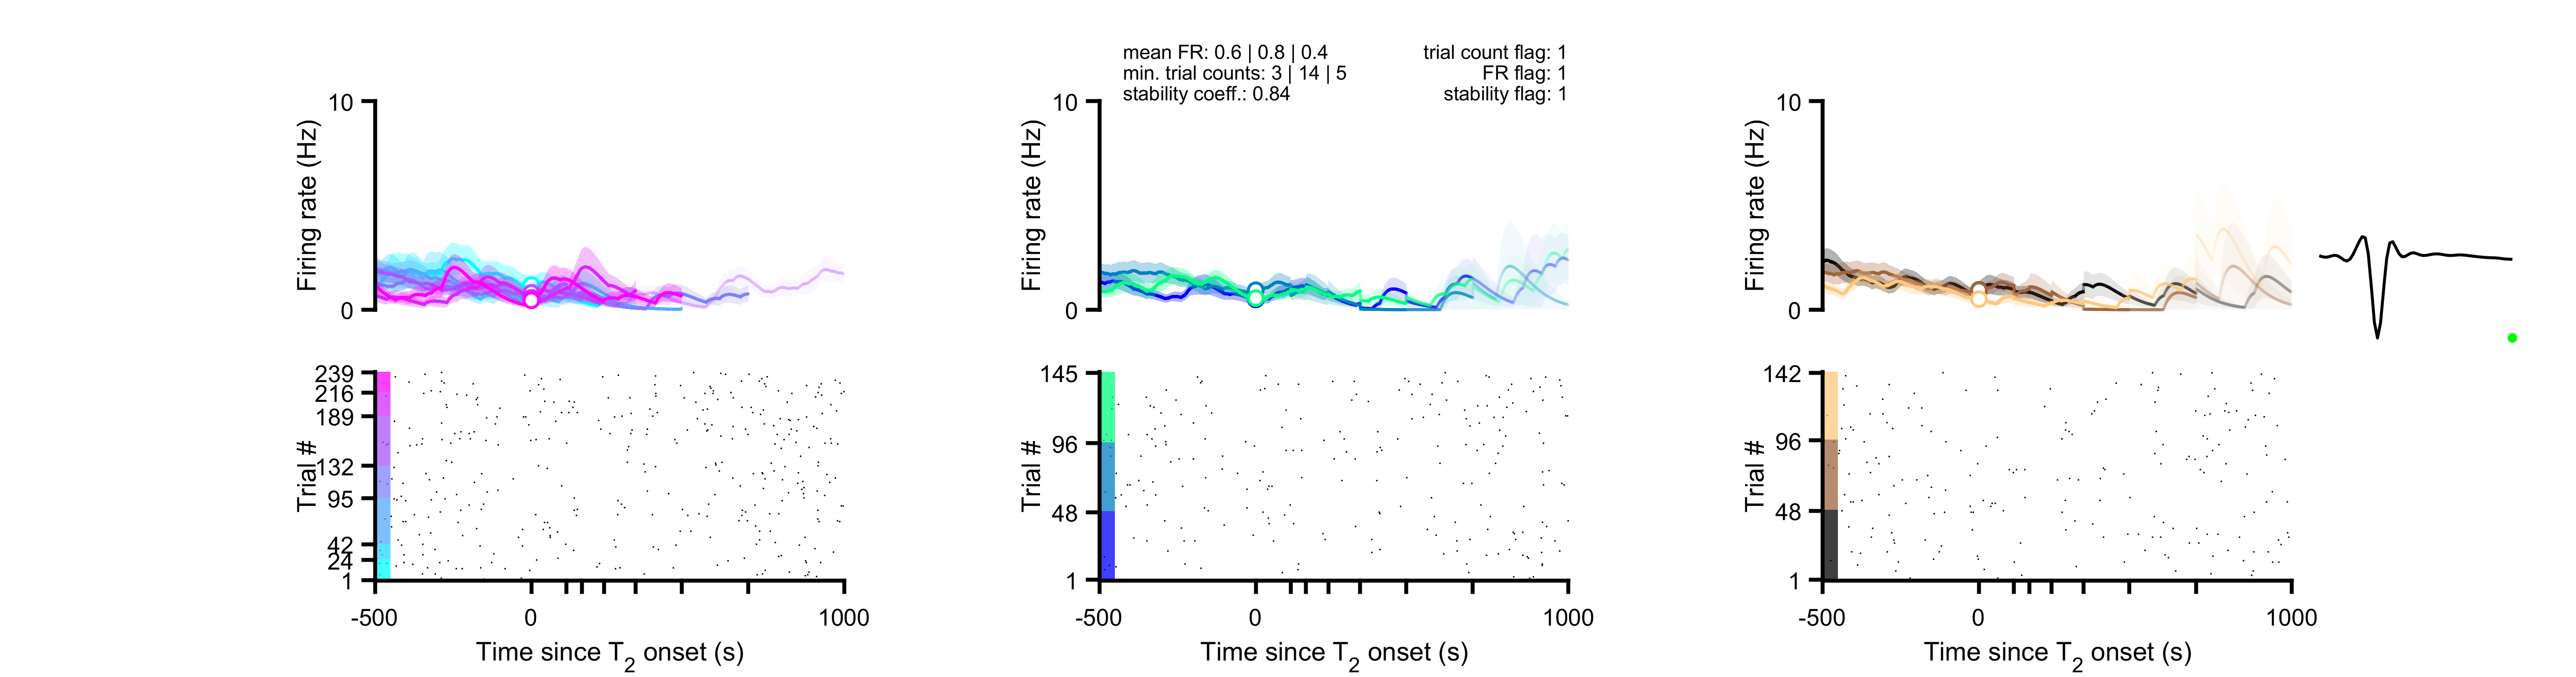 mean FR: 0.6 | 0.8 | 0.4
min. trial counts: 3 | 14 | 5
stability coeff.: 0.84
trial count flag: 1
FR flag: 1
stability flag: 1
10
0
Firing rate (Hz)
239
216
189
132
95
42
24
1
Trial #
-500
0
1000
Time since T2 onset (s)
10
0
Firing rate (Hz)
145
96
48
1
Trial #
-500
0
1000
Time since T2 onset (s)
10
0
Firing rate (Hz)
142
96
48
1
Trial #
-500
0
1000
Time since T2 onset (s)